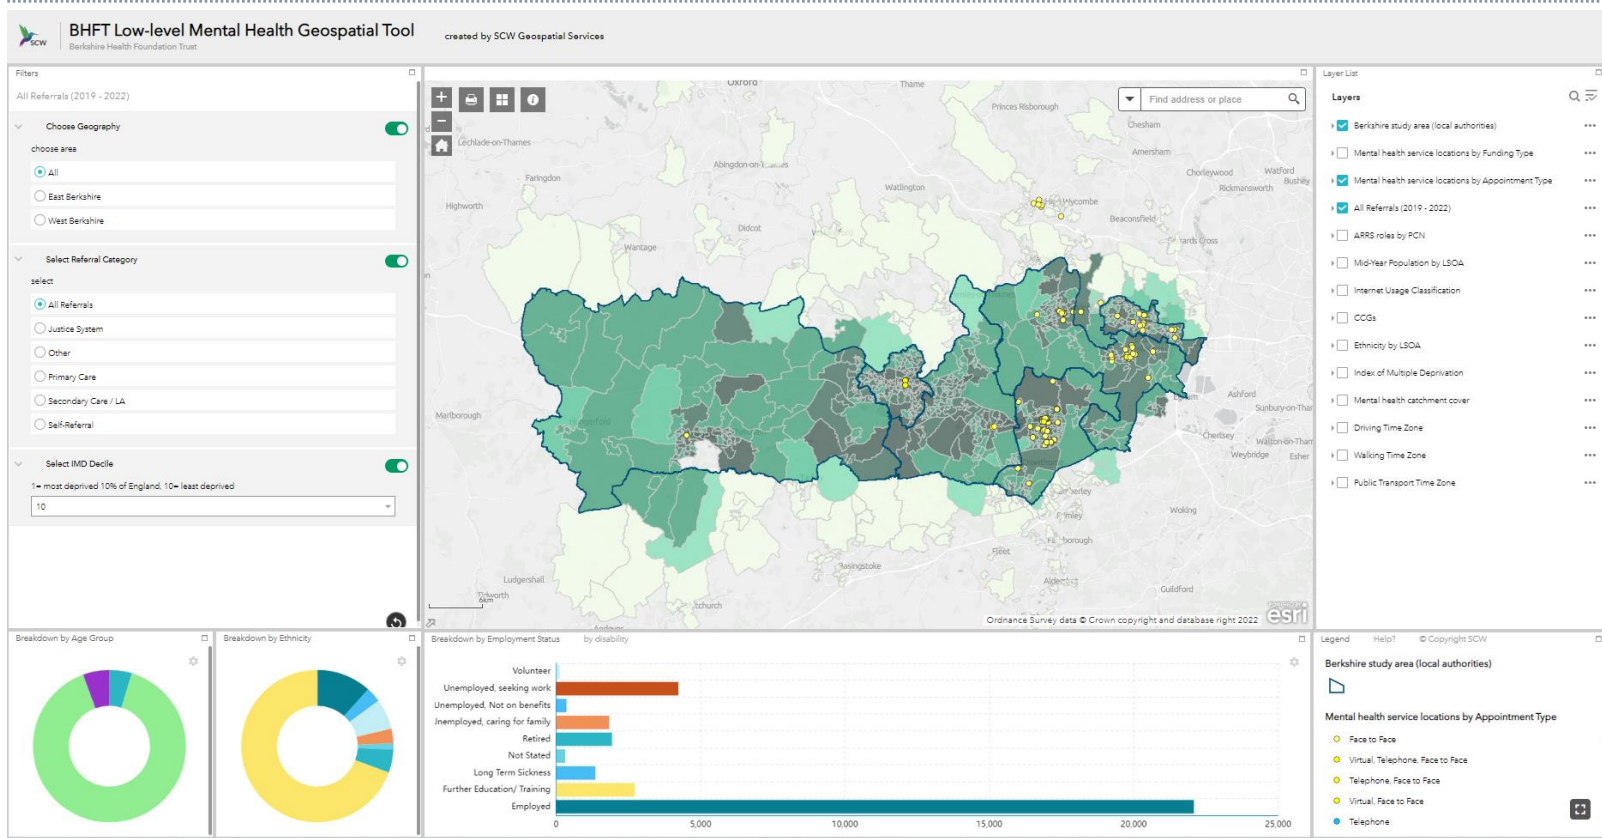 SCW
BHFT Low-level Mental Health Geospatial Tool
Berkshire Health Foundation Trust
created by SCW Geospatial Services
Filters
All Referrals (2019 - 2022)
Choose Geography
choose area
All
East Berkshire
West Berkshire
Select Referral Category
select
All Referrals
Justice System
Other
Primary Care
Secondary Care / LA
Self-Referral
Select IMD Decile
1= most deprived 10% of England, 10= least deprived
10
Find address or place
Oxford
Thame
Princes Risborough
Chesham
Lechlade-on-Thames
Amersham
Abingdon-on-
Faringdon
Chorleywood
Watford
Bushey
Rickmansworth
Watlington
Highworth
Wycombe
Beaconsfield
Didcot
Wantage
Marlborough
Ashford
Sunbury-on-Thar
Chertsey
Walton-on-Tham
Weybridge
Esher
Woking
Fleet
Basingstoke
Ludgershall
Guildford
6km
Ordnance Survey data © Crown copyright and database right 2022
POWERED BY
esri
Layer List
Layers
Berkshire study area (local authorities)
Mental health service locations by Funding Type
Mental health service locations by Appointment Type
All Referrals (2019 - 2022)
ARRS roles by PCN
Mid-Year Population by LSOA
Internet Usage Classification
CCGs
Ethnicity by LSOA
Index of Multiple Deprivation
Mental health catchment cover
Driving Time Zone
Walking Time Zone
Public Transport Time Zone
Breakdown by Age Group
Breakdown by Ethnicity
Breakdown by Employment Status
by disability
Volunteer
Unemployed, seeking work
Unemployed, Not on benefits
Jnemployed, caring for family
Retired
Not Stated
Long Term Sickness
Further Education/ Training
Employed
0
5,000
10,000
15,000
20,000
25,000
Legend
Help?
© Copyright SCW
Berkshire study area (local authorities)
Mental health service locations by Appointment Type
Face to Face
Virtual, Telephone, Face to Face
Telephone, Face to Face
Virtual, Face to Face
Telephone